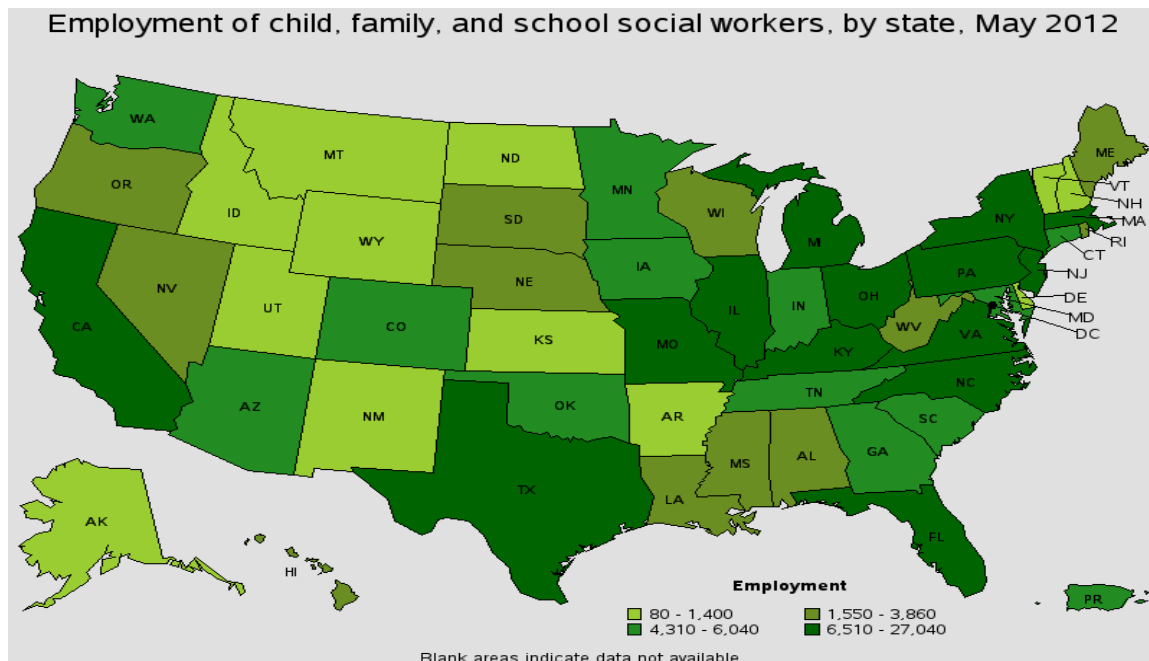 Employment of child, family, and school social workers, by state, May 2012
WA
MT
ND
ME
OR
MN
VT
ID
SD
WI
NY
NH
WY
MI
MA
RI
IA
CT
NE
PA
NV
NJ
UT
IL
IN
OH
DE
CO
MD
CA
KS
MO
WV
VA
DC
KY
NC
AZ
OK
TN
NM
AR
SC
GA
MS
AL
TX
LA
AK
FL
HI
PR
Employment
80 - 1,400
1,550 - 3,860
4,310 - 6,040
6,510 - 27,040
Blank areas indicate data not available